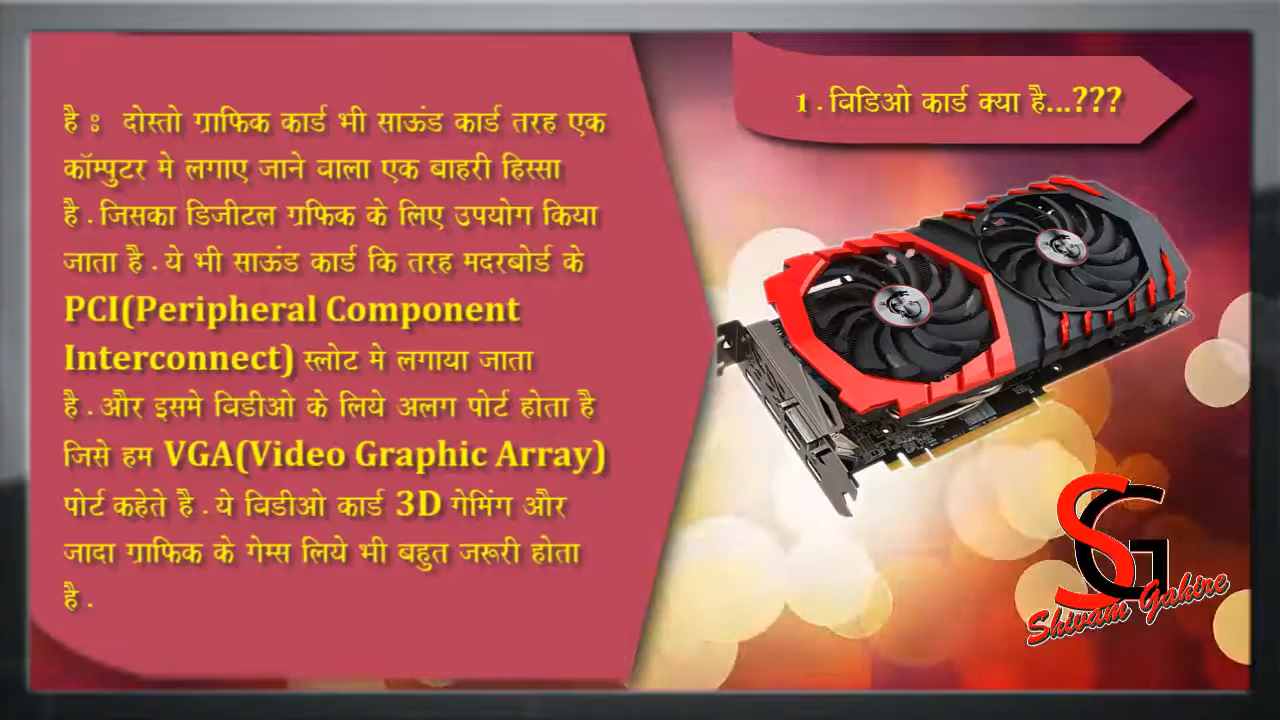 1 . विडिओ कार्ड क्या है...???
है : दोस्तो ग्राफिक कार्ड भी साऊंड कार्ड तरह एक
कॉम्पुटर मे लगाए जाने वाला एक बाहरी हिस्सा
है . जिसका डिजीटल ग्रफिक के लिए उपयोग किया
जाता है . ये भी साऊंड कार्ड कि तरह मदरबोर्ड के
PCI(Peripheral Component
Interconnect) स्लोट मे लगाया जाता
है . और इसमे विडीओ के लिये अलग पोर्ट होता है
जिसे हम VGA(Video Graphic Array)
पोर्ट कहेते है . ये विडीओ कार्ड 3D गेमिंग और
जादा ग्राफिक के गेम्स लिये भी बहुत जरूरी होता
है .
SG
Shivam Gahire